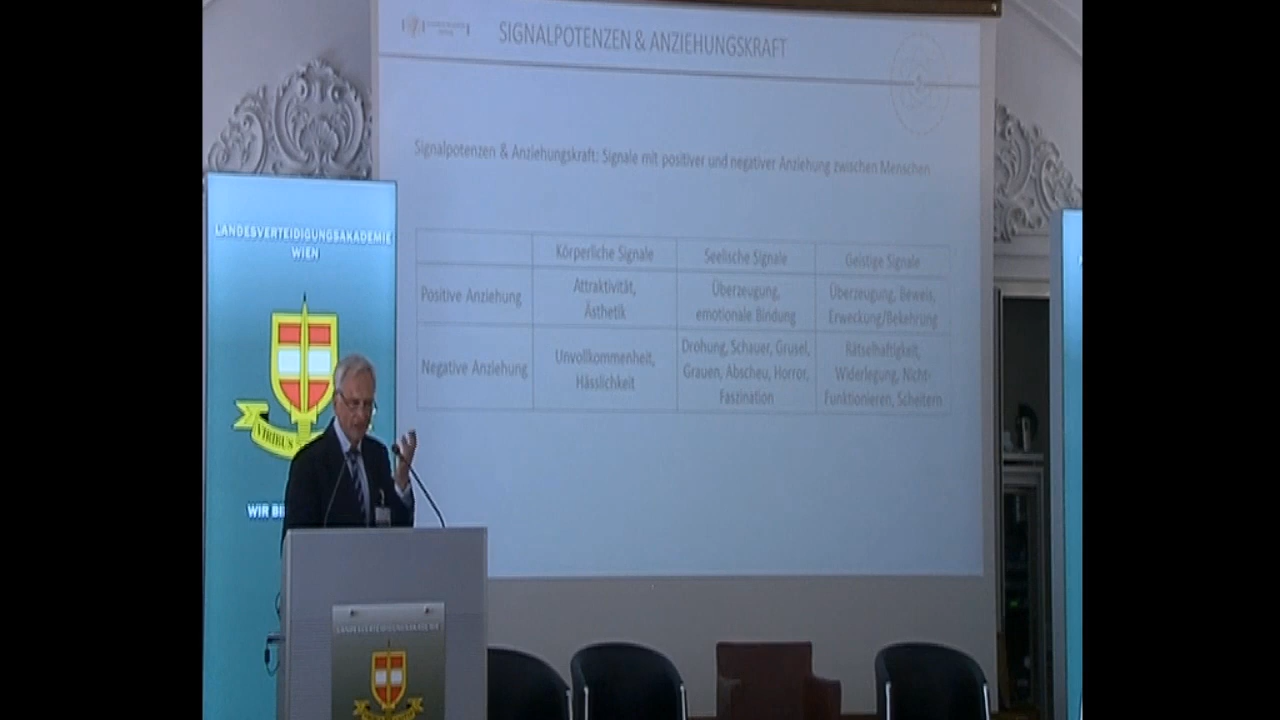 SIGNALPOTENZEN & ANZIEHUNGSKRAFT
Signalpotenzen & Anziehungskraft: Signale mit positiver und negativer Anziehung zwischen Menschen
Körperliche Signale
Seelische Signale
Geistige Signale
Positive Anziehung
Attraktivität,
Ästhetik
Überzeugung,
emotionale Bindung
Überzeugung, Beweis,
Erweckung/Bekehrung
Negative Anziehung
Unvollkommenheit,
Hässlichkeit
Drohung, Schauer, Grusel,
Grauen, Abscheu, Horror,
Faszination
Rätselhaftigkeit,
Widerlegung, Nicht-
Funktionieren, Scheitern
LANDESVERTEIDIGUNGSAKADEMIE
WIEN
VIRIBUS
WIR BI
LANDESVERTEIDIGUNGSAKADEMIE